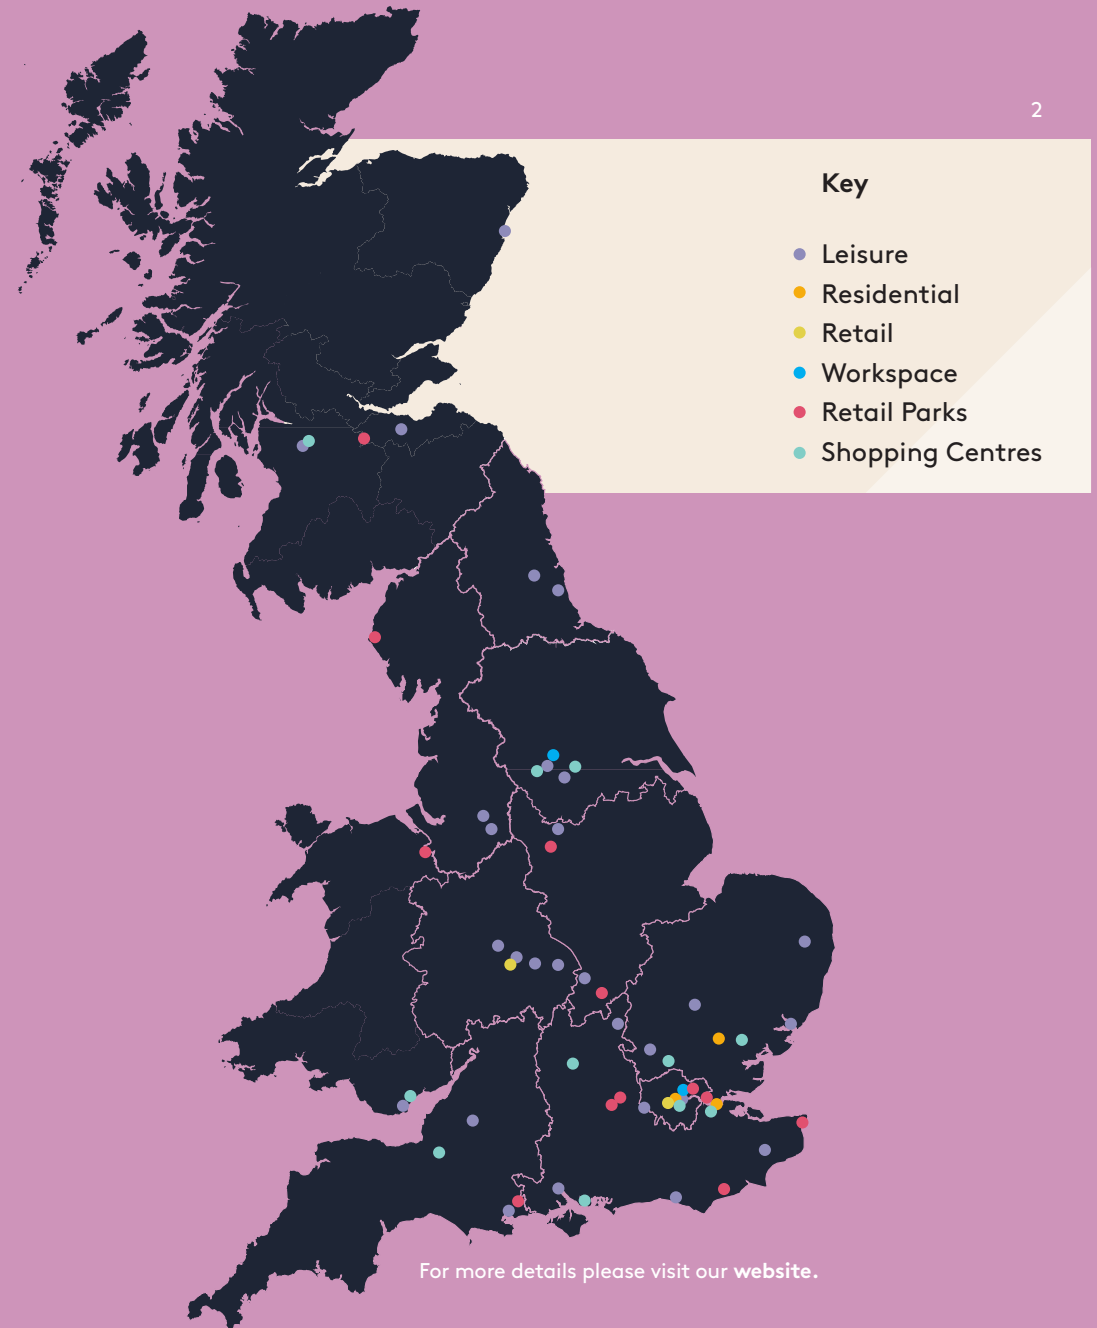 2
Key
Leisure
Residential
Retail
Workspace
Retail Parks
Shopping Centres
For more details please visit our website.